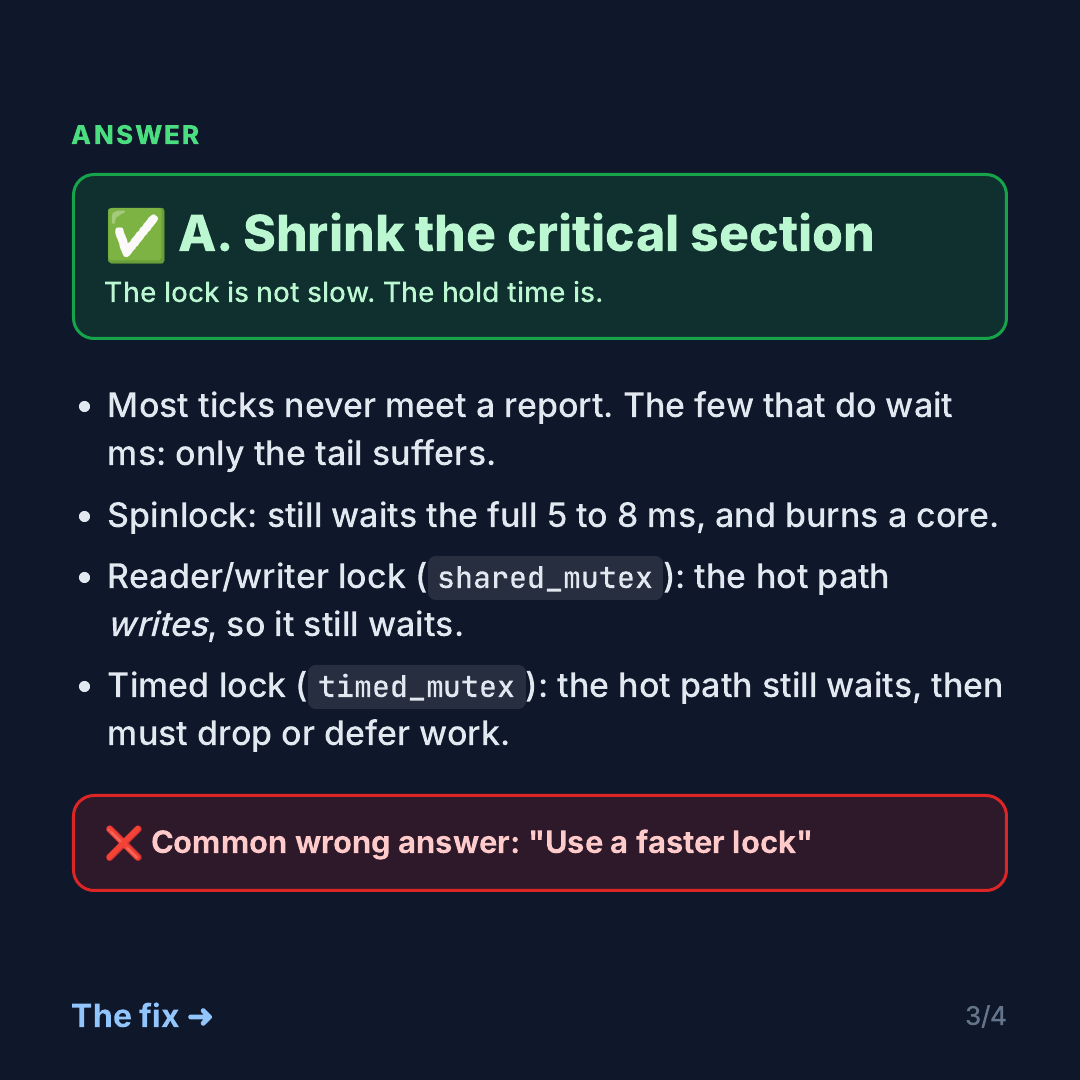 ANSWER
✅ A. Shrink the critical section
The lock is not slow. The hold time is.
• Most ticks never meet a report. The few that do wait
ms: only the tail suffers.
• Spinlock: still waits the full 5 to 8 ms, and burns a core.
• Reader/writer lock (shared_mutex): the hot path
writes, so it still waits.
• Timed lock (timed_mutex): the hot path still waits, then
must drop or defer work.
❌ Common wrong answer: "Use a faster lock"
The fix ➜
3/4